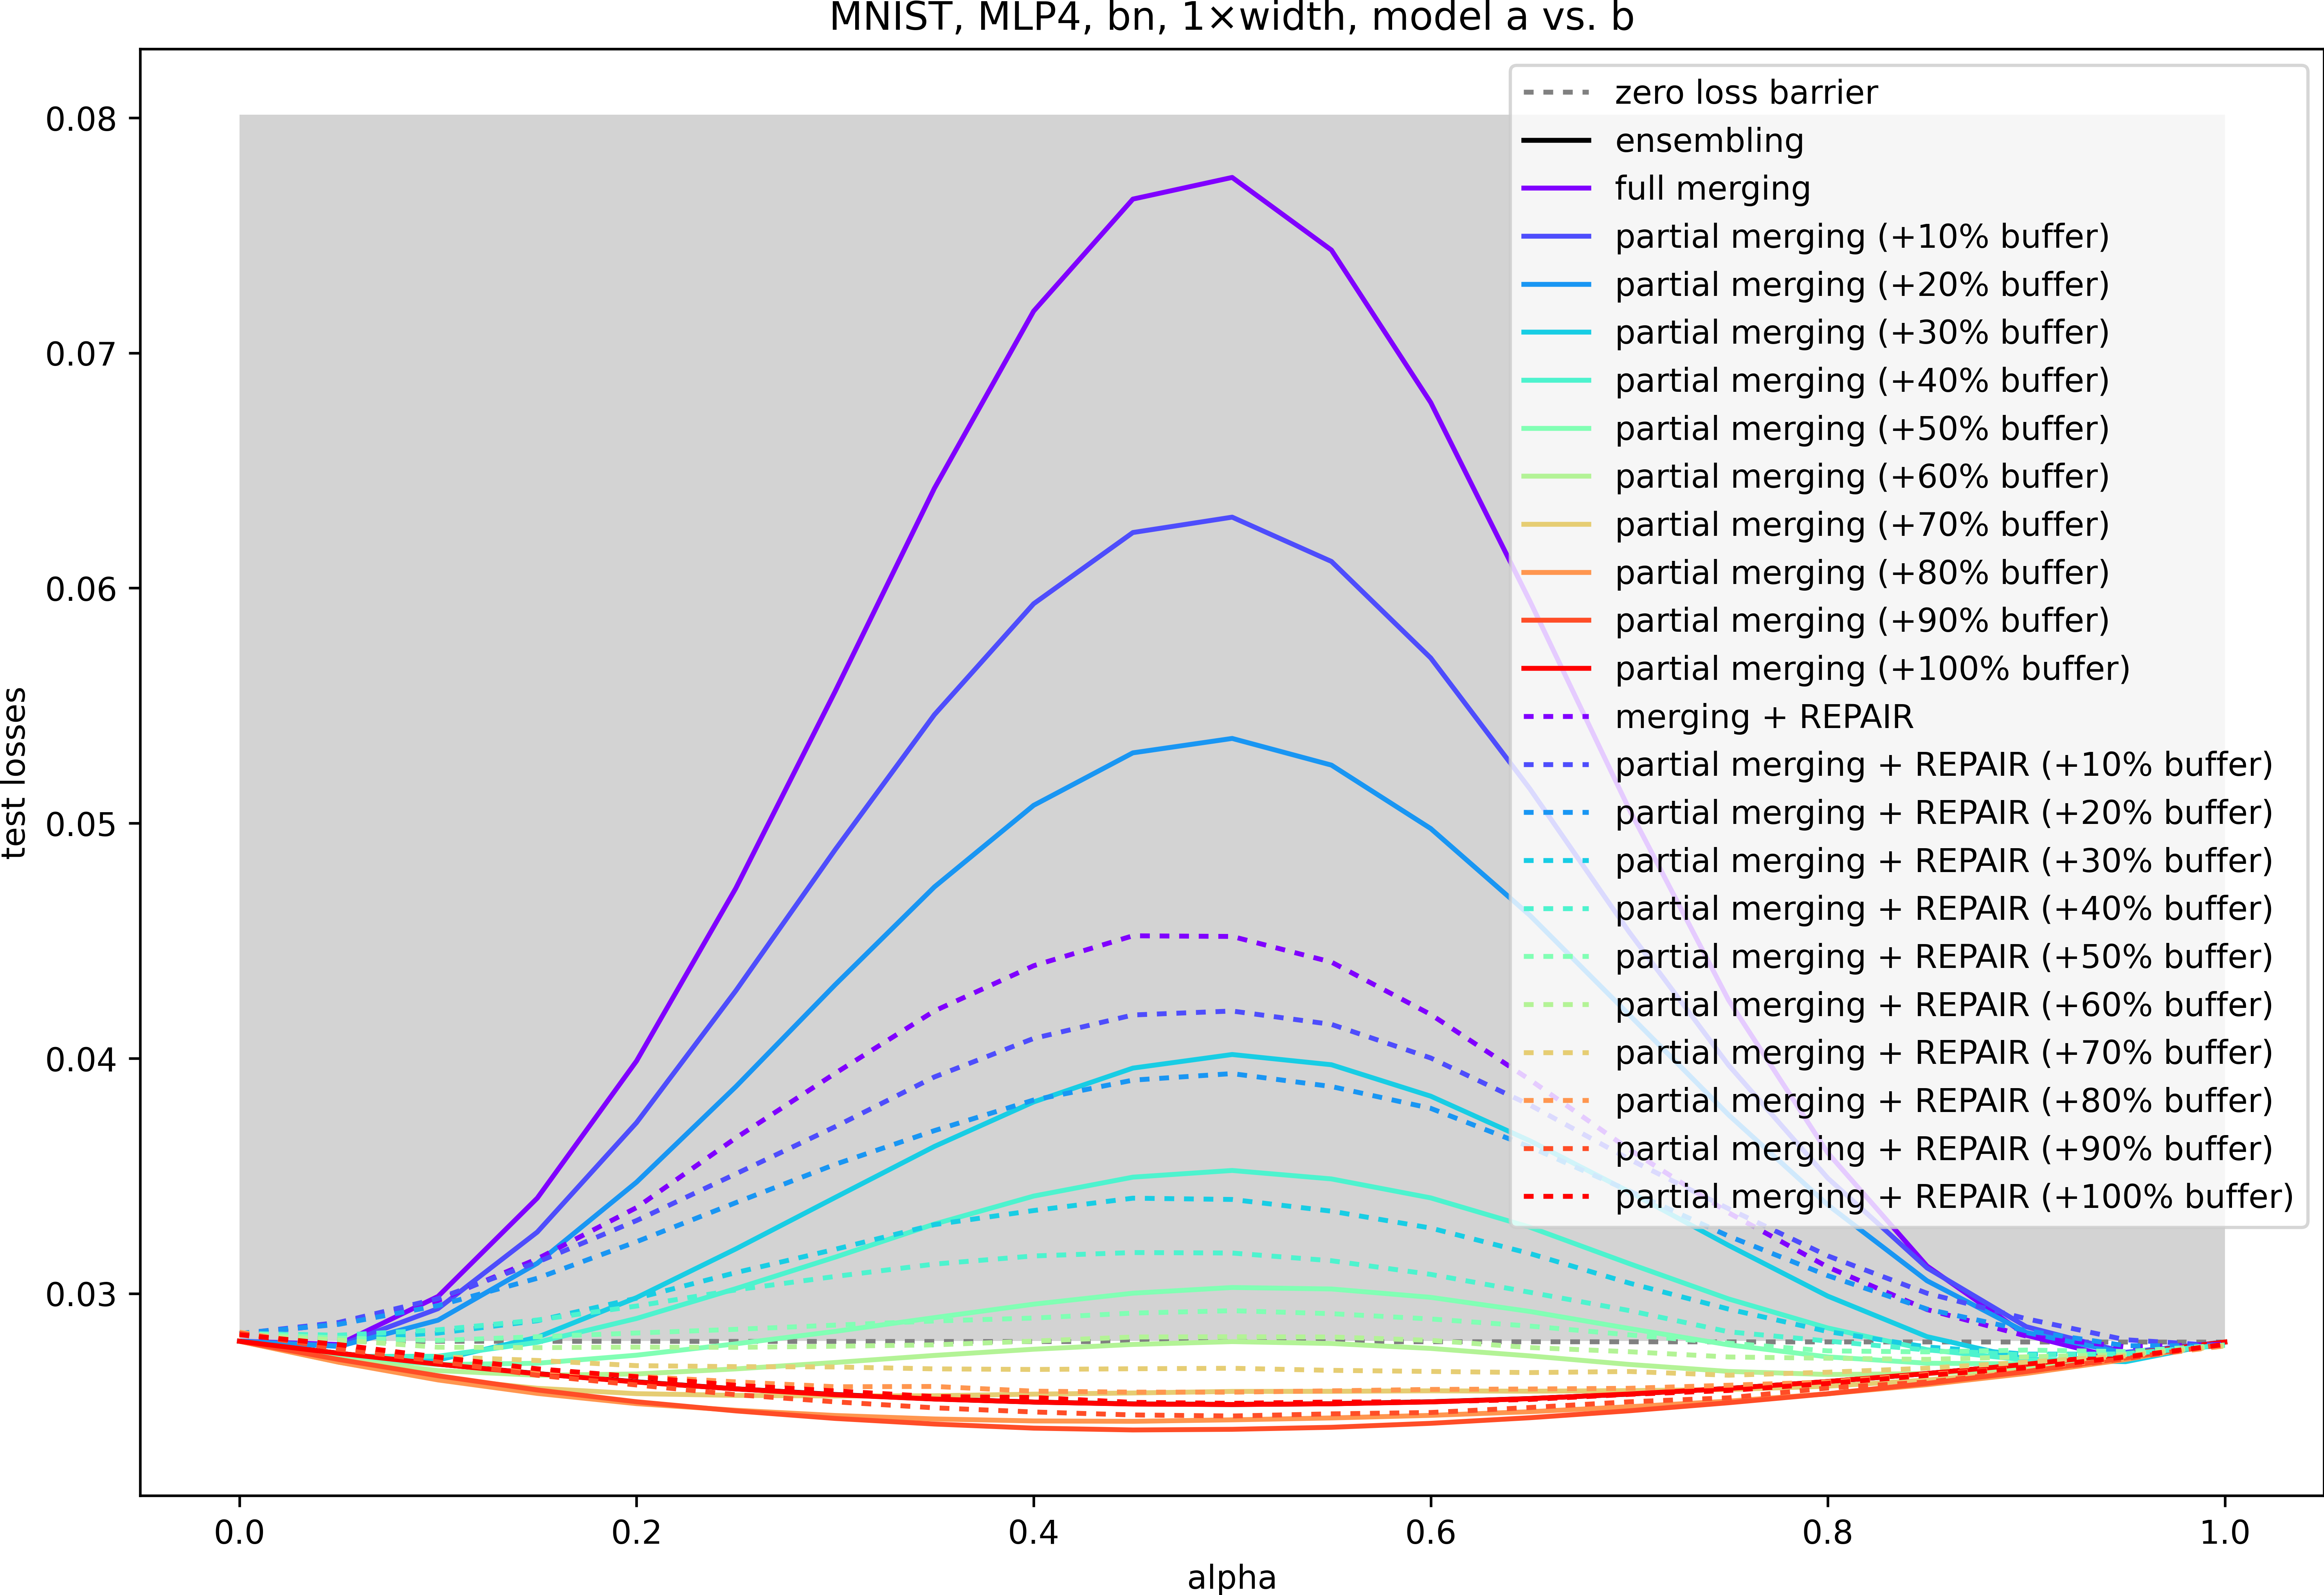 MNIST, MLP4, bn, 1×width, model a vs. b
zero loss barrier
ensembling
full merging
partial merging (+10% buffer)
partial merging (+20% buffer)
partial merging (+30% buffer)
partial merging (+40% buffer)
partial merging (+50% buffer)
partial merging (+60% buffer)
partial merging (+70% buffer)
partial merging (+80% buffer)
partial merging (+90% buffer)
partial merging (+100% buffer)
merging + REPAIR
partial merging + REPAIR (+10% buffer)
partial merging + REPAIR (+20% buffer)
partial merging + REPAIR (+30% buffer)
partial merging + REPAIR (+40% buffer)
partial merging + REPAIR (+50% buffer)
partial merging + REPAIR (+60% buffer)
partial merging + REPAIR (+70% buffer)
partial merging + REPAIR (+80% buffer)
partial merging + REPAIR (+90% buffer)
partial merging + REPAIR (+100% buffer)
test losses
0.08
0.07
0.06
0.05
0.04
0.03
0.0 0.2 0.4 0.6 0.8 1.0
alpha